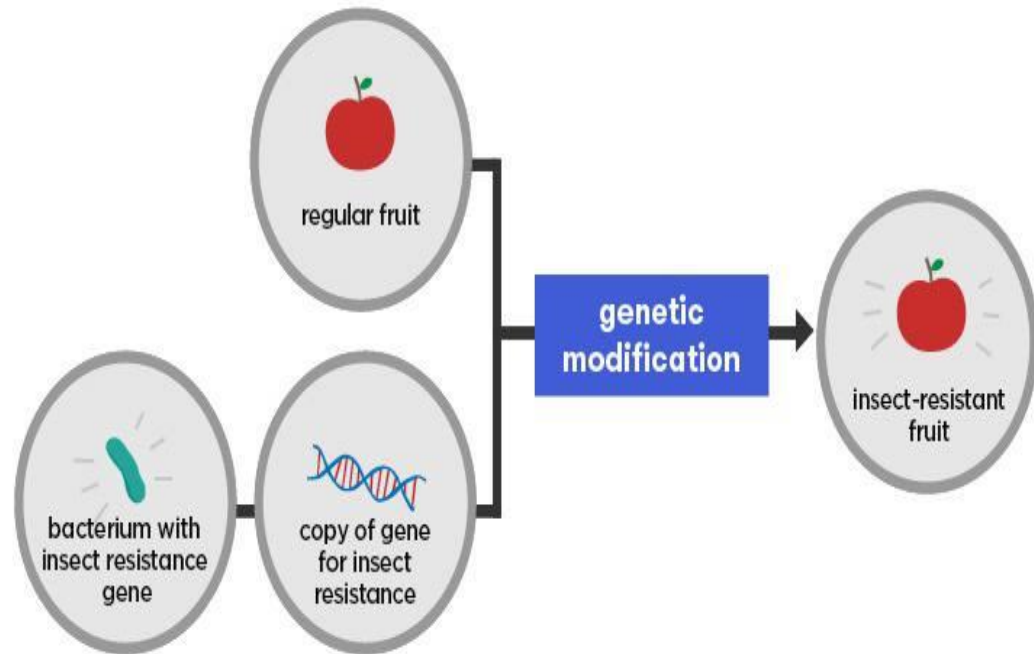 regular fruit
genetic
modification
insect-resistant
fruit
bacterium with
insect resistance
gene
copy of gene
for insect
resistance